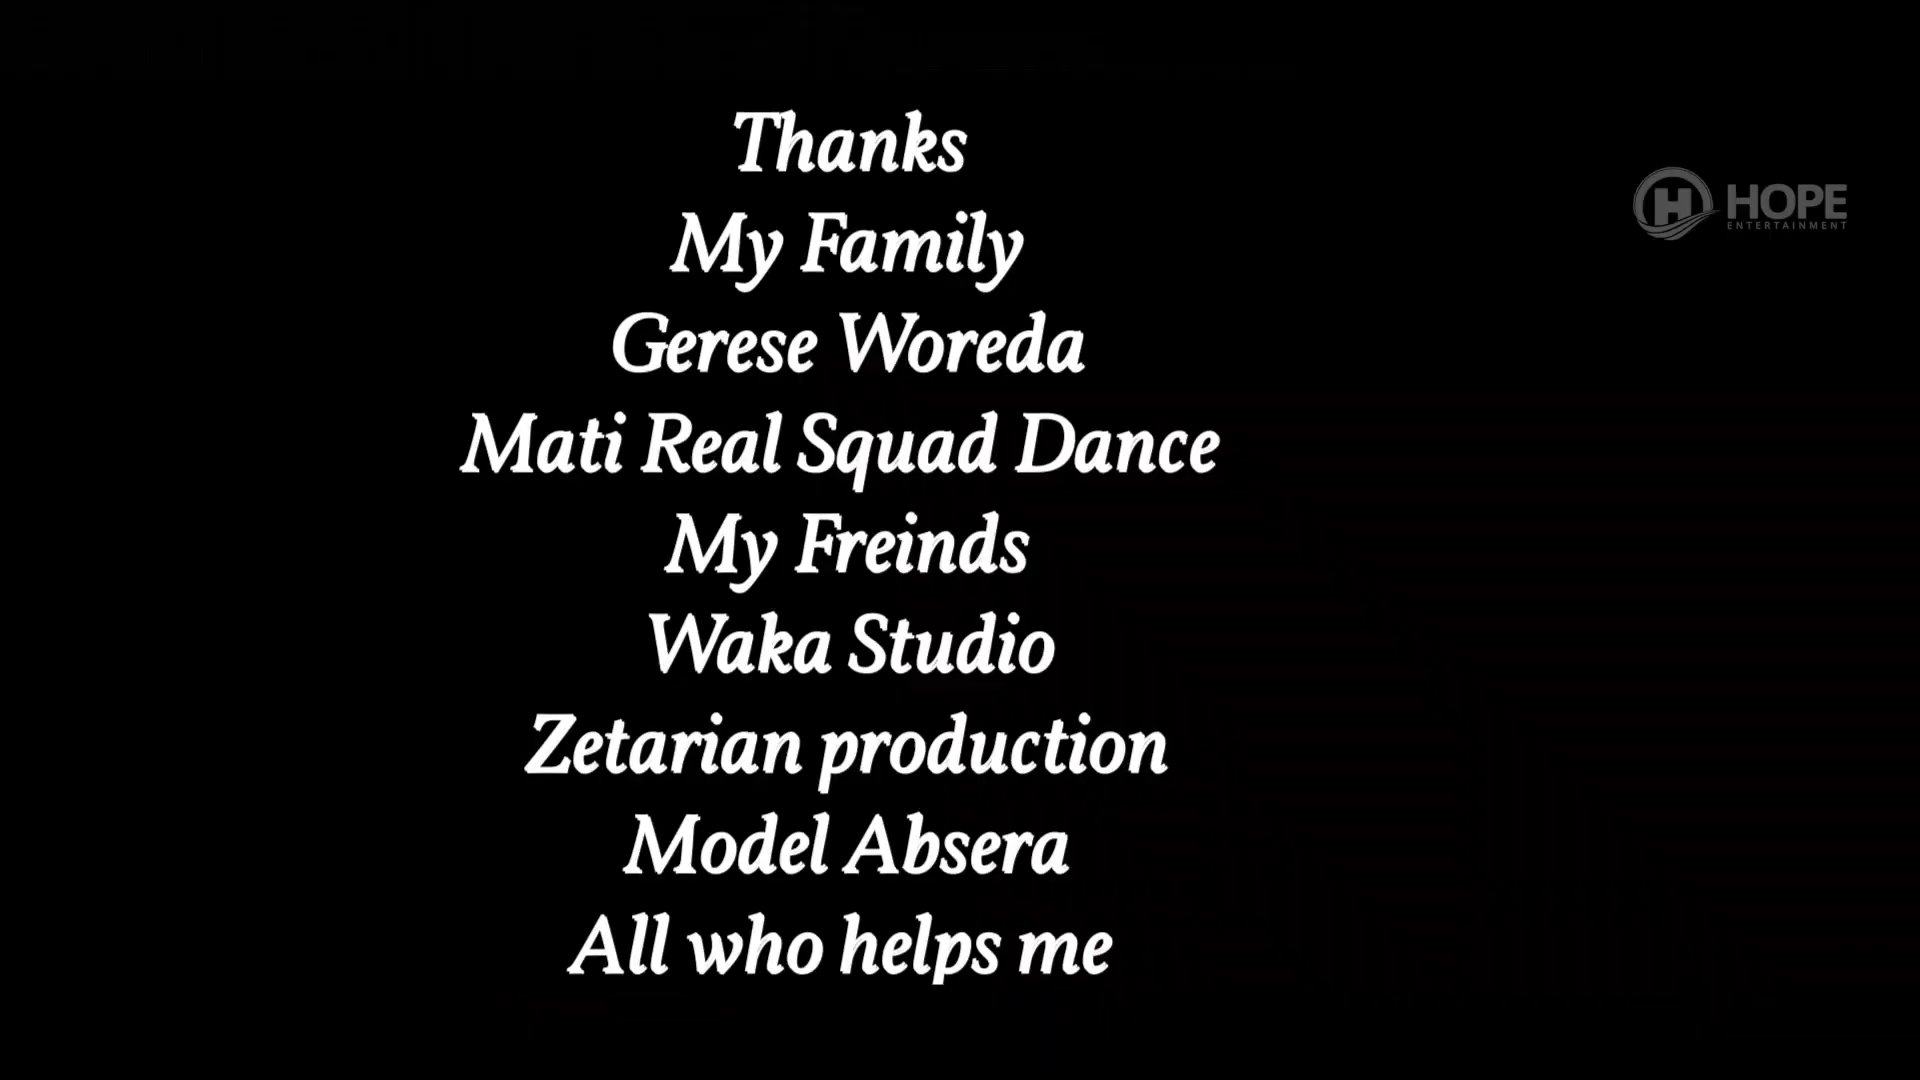 Thanks
My Family
Gerese Woreda
Mati Real Squad Dance
My Freinds
Waka Studio
Zetarian production
Model Absera
All who helps me
H HOPE
ENTERTAINMENT